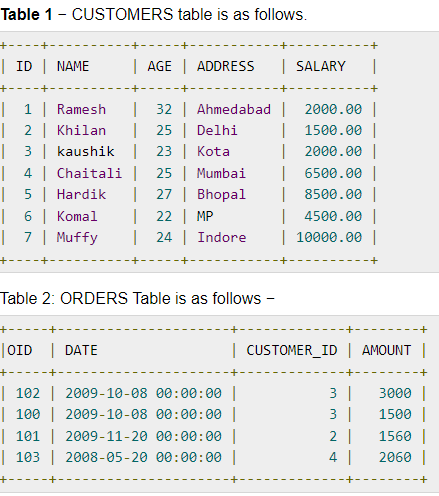 Table 1 – CUSTOMERS table is as follows.
+----+----------+-----+-----------+----------+
| ID | NAME     | AGE | ADDRESS   | SALARY   |
+----+----------+-----+-----------+----------+
|  1 | Ramesh   |  32 | Ahmedabad |  2000.00 |
|  2 | Khilan   |  25 | Delhi     |  1500.00 |
|  3 | kaushik  |  23 | Kota      |  2000.00 |
|  4 | Chaitali |  25 | Mumbai    |  6500.00 |
|  5 | Hardik   |  27 | Bhopal    |  8500.00 |
|  6 | Komal    |  22 | MP        |  4500.00 |
|  7 | Muffy    |  24 | Indore    | 10000.00 |
+----+----------+-----+-----------+----------+
Table 2: ORDERS Table is as follows –
+-----+---------------------+-------------+--------+
|OID  | DATE                | CUSTOMER_ID | AMOUNT |
+-----+---------------------+-------------+--------+
| 102 | 2009-10-08 00:00:00 |           3 |   3000 |
| 100 | 2009-10-08 00:00:00 |           3 |   1500 |
| 101 | 2009-11-20 00:00:00 |           2 |   1560 |
| 103 | 2008-05-20 00:00:00 |           4 |   2060 |
+-----+---------------------+-------------+--------+